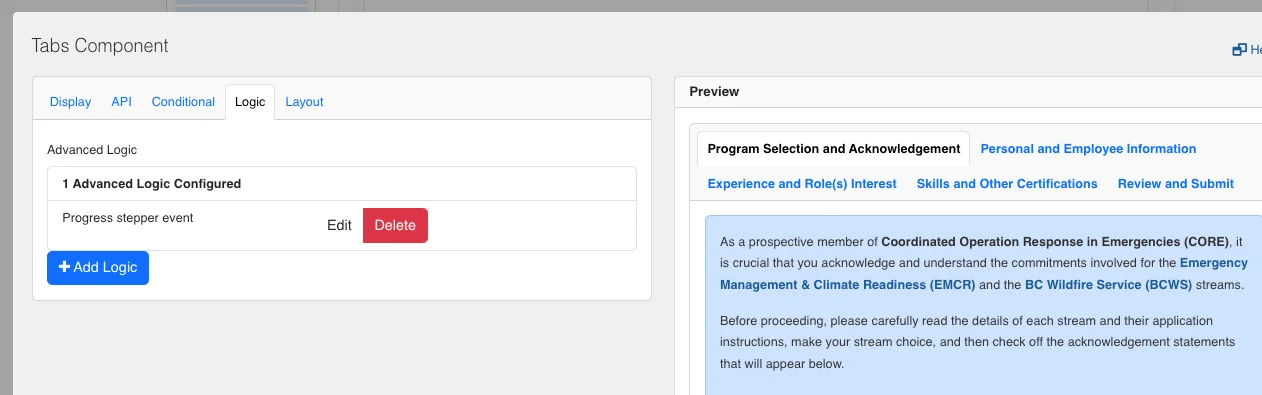 Tabs Component
He
Display API Conditional Logic Layout
Advanced Logic
1 Advanced Logic Configured
Progress stepper event Edit Delete
Add Logic
Preview
Program Selection and Acknowledgement Personal and Employee Information
Experience and Role(s) Interest Skills and Other Certifications Review and Submit
As a prospective member of Coordinated Operation Response in Emergencies (CORE), it
is crucial that you acknowledge and understand the commitments involved for the Emergency
Management & Climate Readiness (EMCR) and the BC Wildfire Service (BCWS) streams.
Before proceeding, please carefully read the details of each stream and their application
instructions, make your stream choice, and then check off the acknowledgement statements
that will appear below.